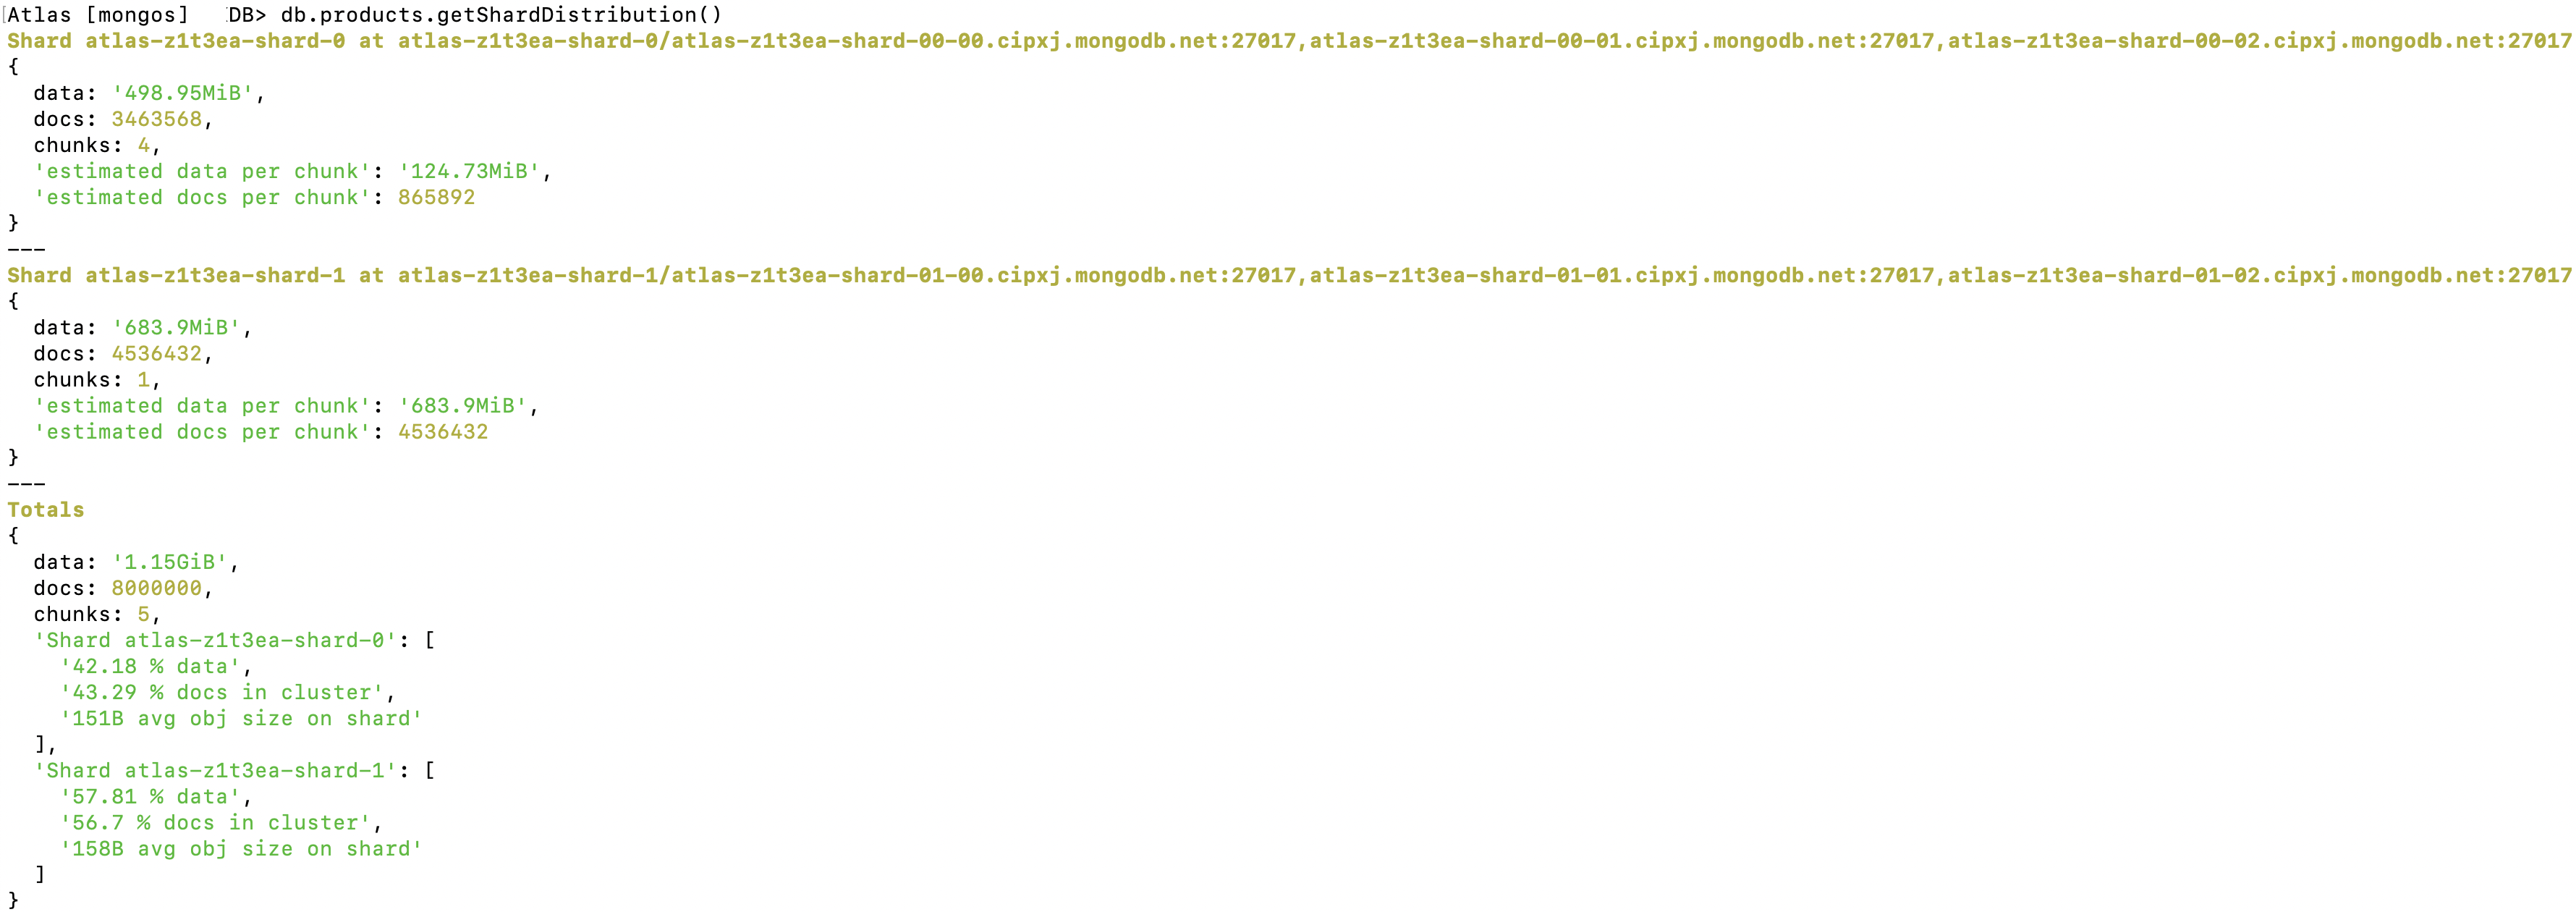 Atlas [mongos] DB> db.products.getShardDistribution()
Shard atlas-z1t3ea-shard-0 at atlas-z1t3ea-shard-0/atlas-z1t3ea-shard-00-00.cipxj.mongodb.net:27017,atlas-z1t3ea-shard-00-01.cipxj.mongodb.net:27017,atlas-z1t3ea-shard-00-02.cipxj.mongodb.net:27017
{
  data: '498.95MiB',
  docs: 3463568,
  chunks: 4,
  'estimated data per chunk': '124.73MiB',
  'estimated docs per chunk': 865892
}
---
Shard atlas-z1t3ea-shard-1 at atlas-z1t3ea-shard-1/atlas-z1t3ea-shard-01-00.cipxj.mongodb.net:27017,atlas-z1t3ea-shard-01-01.cipxj.mongodb.net:27017,atlas-z1t3ea-shard-01-02.cipxj.mongodb.net:27017
{
  data: '683.9MiB',
  docs: 4536432,
  chunks: 1,
  'estimated data per chunk': '683.9MiB',
  'estimated docs per chunk': 4536432
}
---
Totals
{
  data: '1.15GiB',
  docs: 8000000,
  chunks: 5,
  'Shard atlas-z1t3ea-shard-0': [
    '42.18 % data',
    '43.29 % docs in cluster',
    '151B avg obj size on shard'
  ],
  'Shard atlas-z1t3ea-shard-1': [
    '57.81 % data',
    '56.7 % docs in cluster',
    '158B avg obj size on shard'
  ]
}